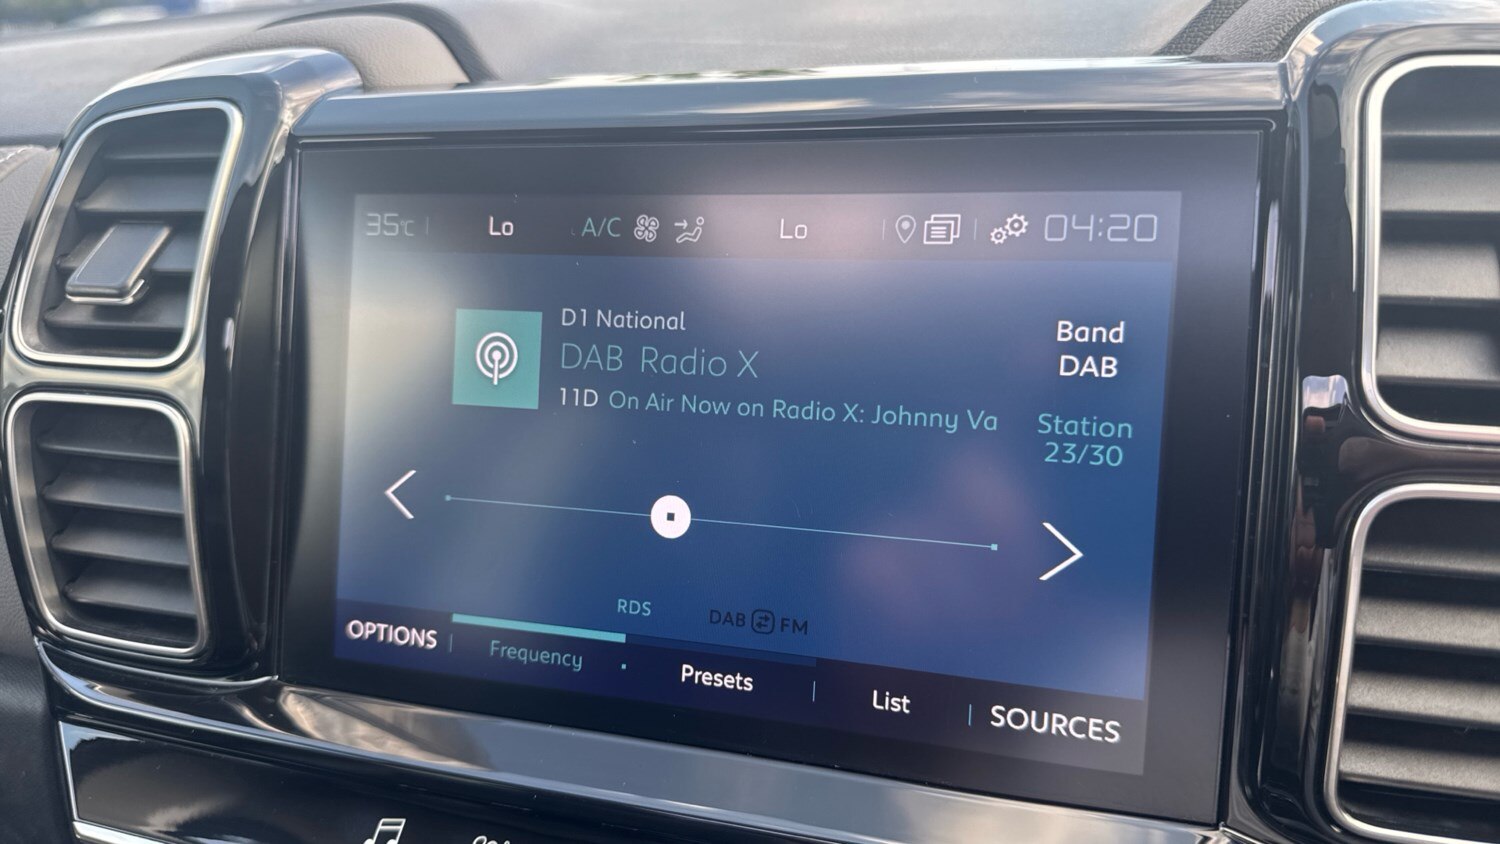 35°C Lo A/C Lo 04:20
D1 National
DAB Radio X
11D On Air Now on Radio X: Johnny Va
Band
DAB
Station
23/30
RDS DAB FM
OPTIONS Frequency Presets List SOURCES